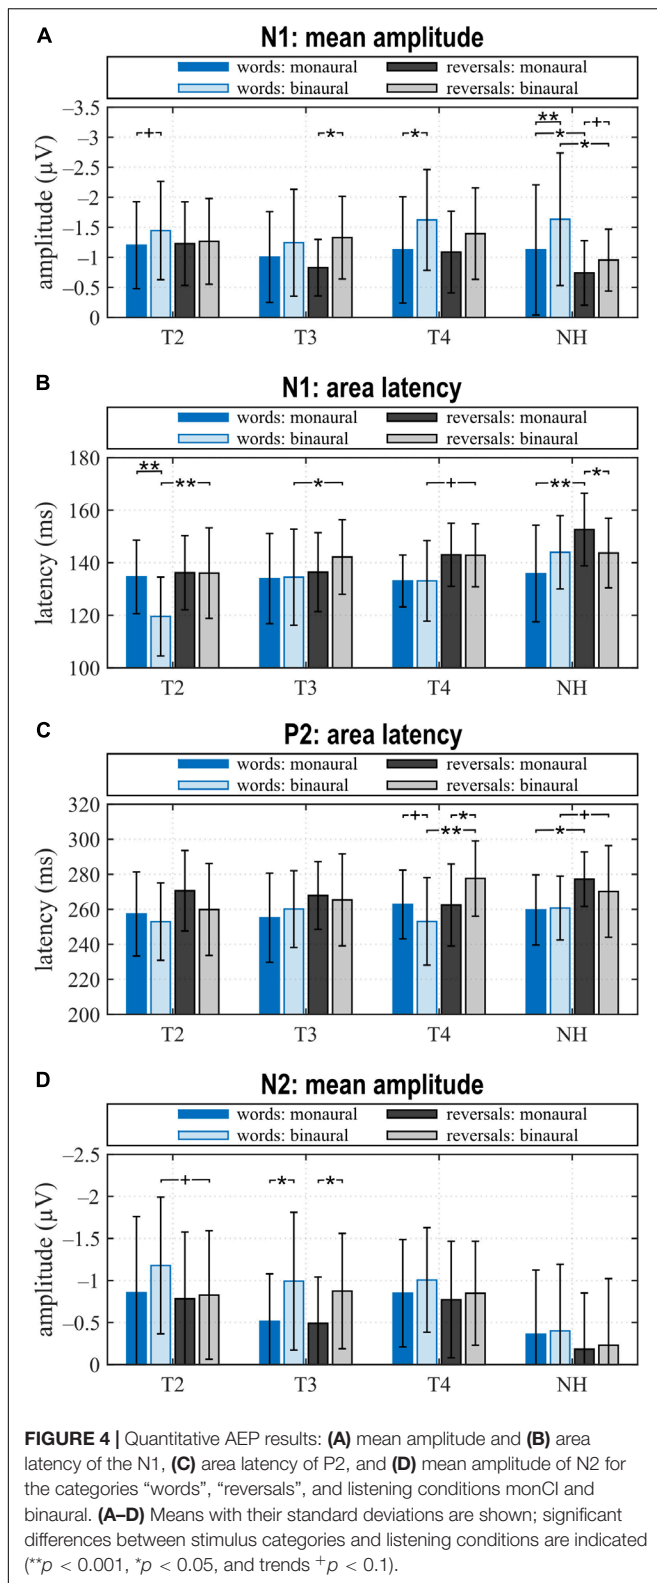 A
N1: mean amplitude
words: monaural reversals: monaural
words: binaural reversals: binaural
−3.5
−3
−2.5
−2
−1.5
−1
−0.5
0
amplitude (µV)
+ * * ** * + *
T2 T3 T4 NH
B
N1: area latency
words: monaural reversals: monaural
words: binaural reversals: binaural
180
160
140
120
100
latency (ms)
** ** * + ** *
T2 T3 T4 NH
C
P2: area latency
words: monaural reversals: monaural
words: binaural reversals: binaural
320
300
280
260
240
220
200
latency (ms)
+ * ** + *
T2 T3 T4 NH
D
N2: mean amplitude
words: monaural reversals: monaural
words: binaural reversals: binaural
−2.5
−2
−1.5
−1
−0.5
0
amplitude (µV)
+ * *
T2 T3 T4 NH
FIGURE 4 | Quantitative AEP results: (A) mean amplitude and (B) area
latency of the N1, (C) area latency of P2, and (D) mean amplitude of N2 for
the categories “words”, “reversals”, and listening conditions monCI and
binaural. (A–D) Means with their standard deviations are shown; significant
differences between stimulus categories and listening conditions are indicated
(**p < 0.001, *p < 0.05, and trends +p < 0.1).